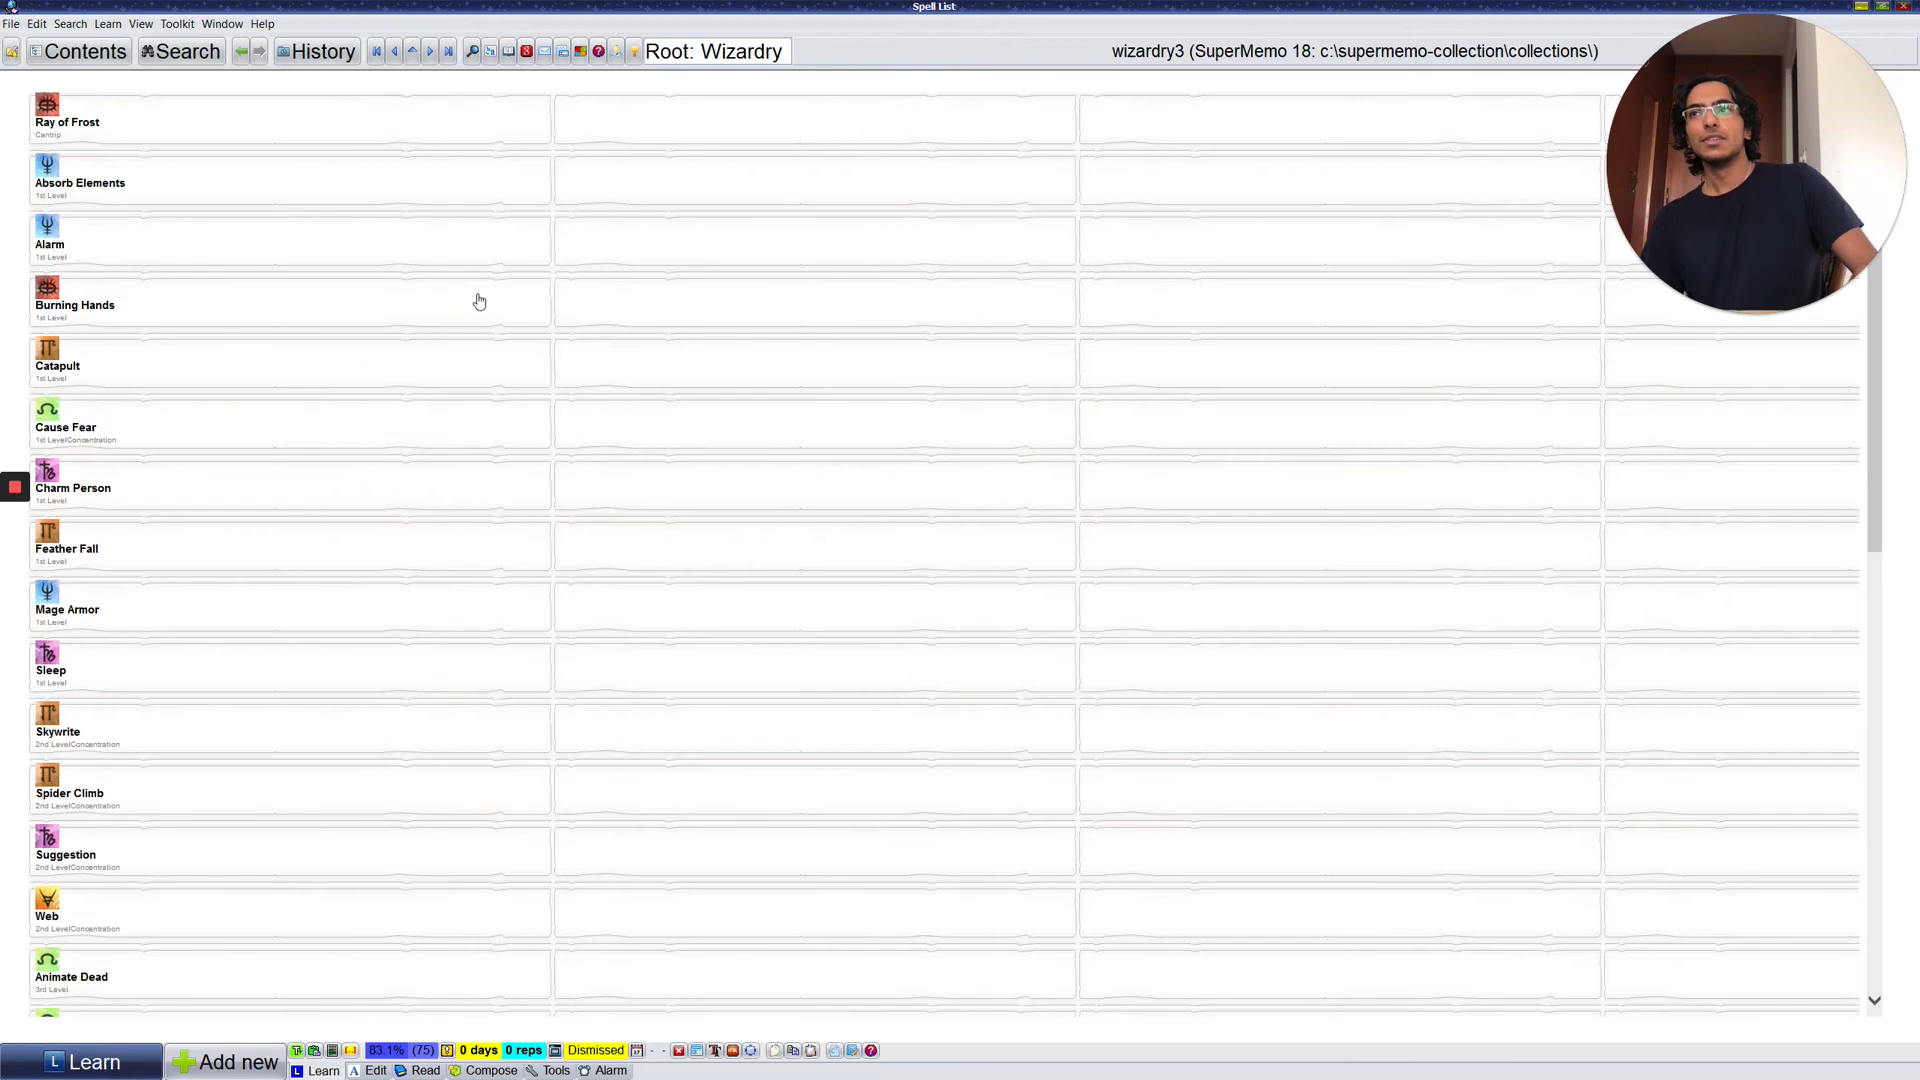 Spell List
File Edit Search Learn View Toolkit Window Help
Contents Search History Root: Wizardry wizardry3 (SuperMemo 18: c:\supermemo-collection\collections\)
Ray of Frost
Cantrip
Absorb Elements
1st Level
Alarm
1st Level
Burning Hands
1st Level
Catapult
1st Level
Cause Fear
1st LevelConcentration
Charm Person
1st Level
Feather Fall
1st Level
Mage Armor
1st Level
Sleep
1st Level
Skywrite
2nd LevelConcentration
Spider Climb
2nd LevelConcentration
Suggestion
2nd LevelConcentration
Web
2nd LevelConcentration
Animate Dead
3rd Level
L Learn Add new 83.1% (75) 0 days 0 reps Dismissed
L Learn A Edit Read Compose Tools Alarm